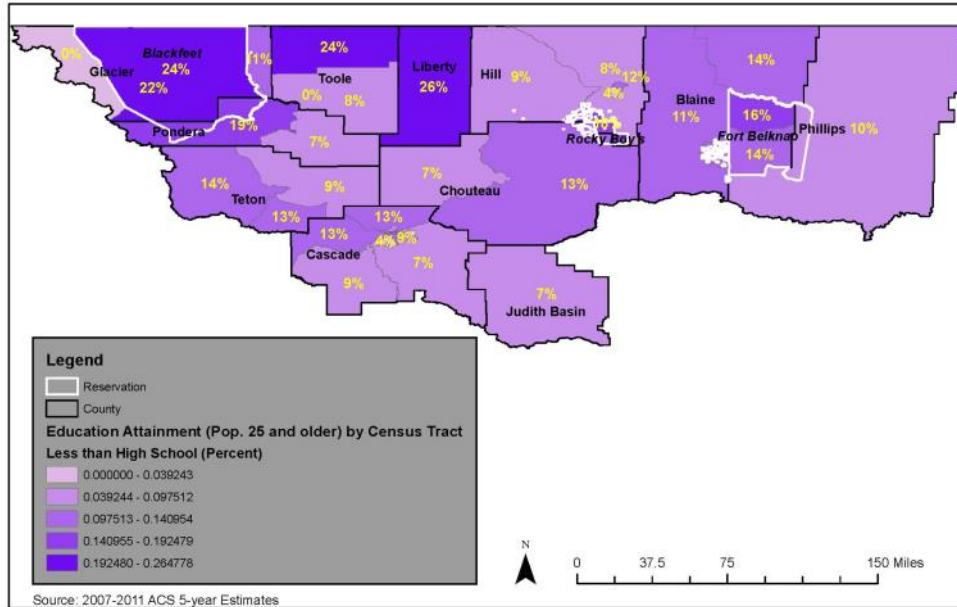 0%
Blackfeet
24%
14%
Glacier
24%
Toole
Liberty
Hill
8%
22%
0%
8%
26%
9%
12%
4%
Blaine
11%
16%
Phillips
10%
Pondera
19%
7%
Rocky Boy's
Fort Belknap
14%
14%
Teton
9%
7%
Chouteau
13%
13%
13%
13%
4%
9%
Cascade
7%
9%
7%
Judith Basin
Legend
Reservation
County
Education Attainment (Pop. 25 and older) by Census Tract
Less than High School (Percent)
0.000000 - 0.039243
0.039244 - 0.097512
0.097513 - 0.140954
0.140955 - 0.192479
0.192480 - 0.264778
N
0 37.5 75 150 Miles
Source: 2007-2011 ACS 5-year Estimates